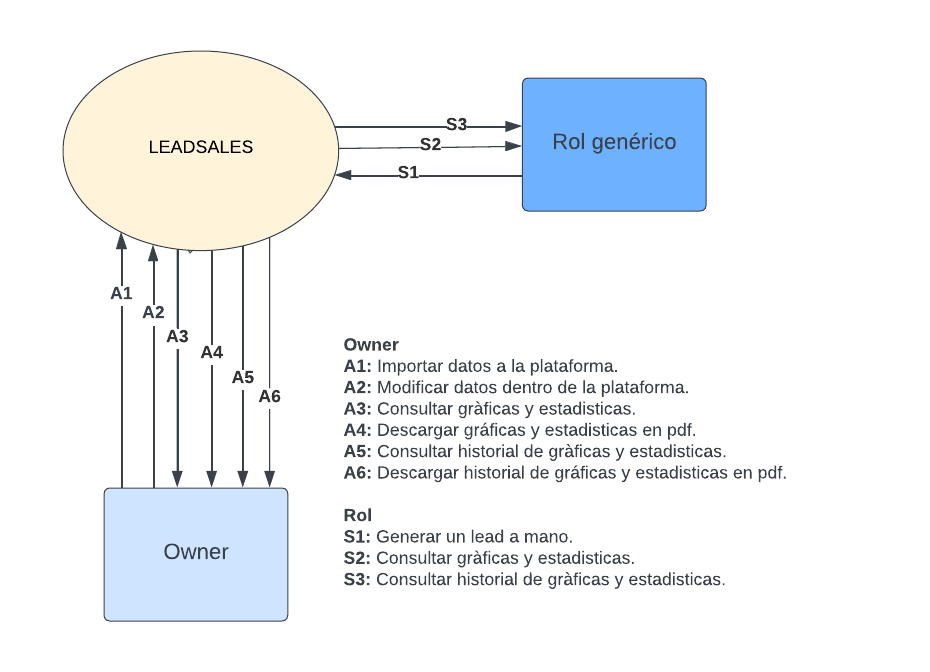 LEADSALES
Rol genérico
S3
S2
S1
A1
A2
A3
A4
A5
A6
Owner
Owner
A1: Importar datos a la plataforma.
A2: Modificar datos dentro de la plataforma.
A3: Consultar gràficas y estadisticas.
A4: Descargar gráficas y estadisticas en pdf.
A5: Consultar historial de gràficas y estadisticas.
A6: Descargar historial de gráficas y estadisticas en pdf.
Rol
S1: Generar un lead a mano.
S2: Consultar gràficas y estadisticas.
S3: Consultar historial de gràficas y estadisticas.